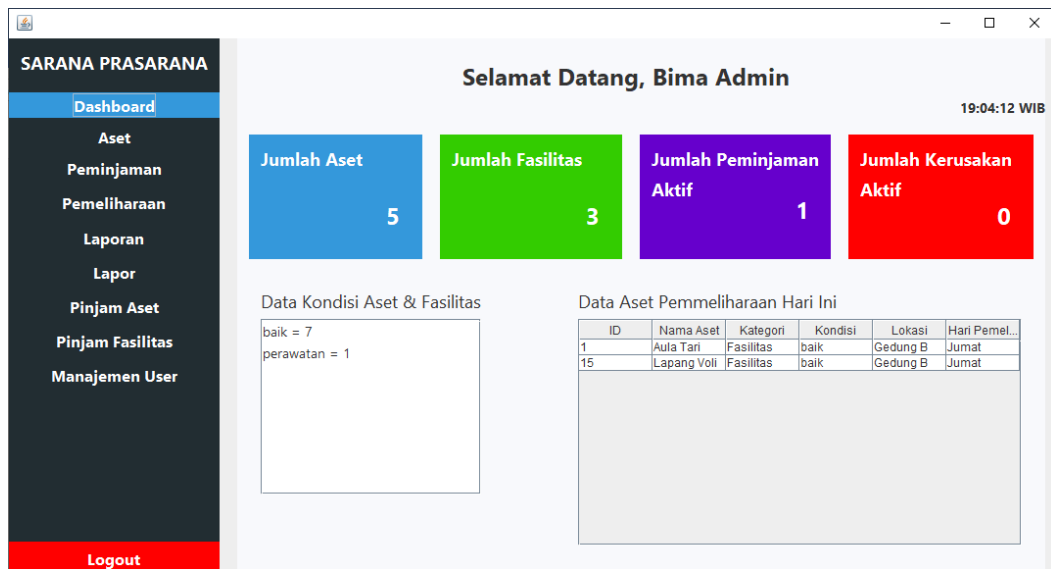 SARANA PRASARANA
Dashboard
Aset
Peminjaman
Pemeliharaan
Laporan
Lapor
Pinjam Aset
Pinjam Fasilitas
Manajemen User
Logout
Selamat Datang, Bima Admin
19:04:12 WIB
Jumlah Aset
5
Jumlah Fasilitas
3
Jumlah Peminjaman
Aktif
1
Jumlah Kerusakan
Aktif
0
Data Kondisi Aset & Fasilitas
baik = 7
perawatan = 1
Data Aset Pemmeliharaan Hari Ini
ID Nama Aset Kategori Kondisi Lokasi Hari Pemel...
1 Aula Tari Fasilitas baik Gedung B Jumat
15 Lapang Voli Fasilitas baik Gedung B Jumat